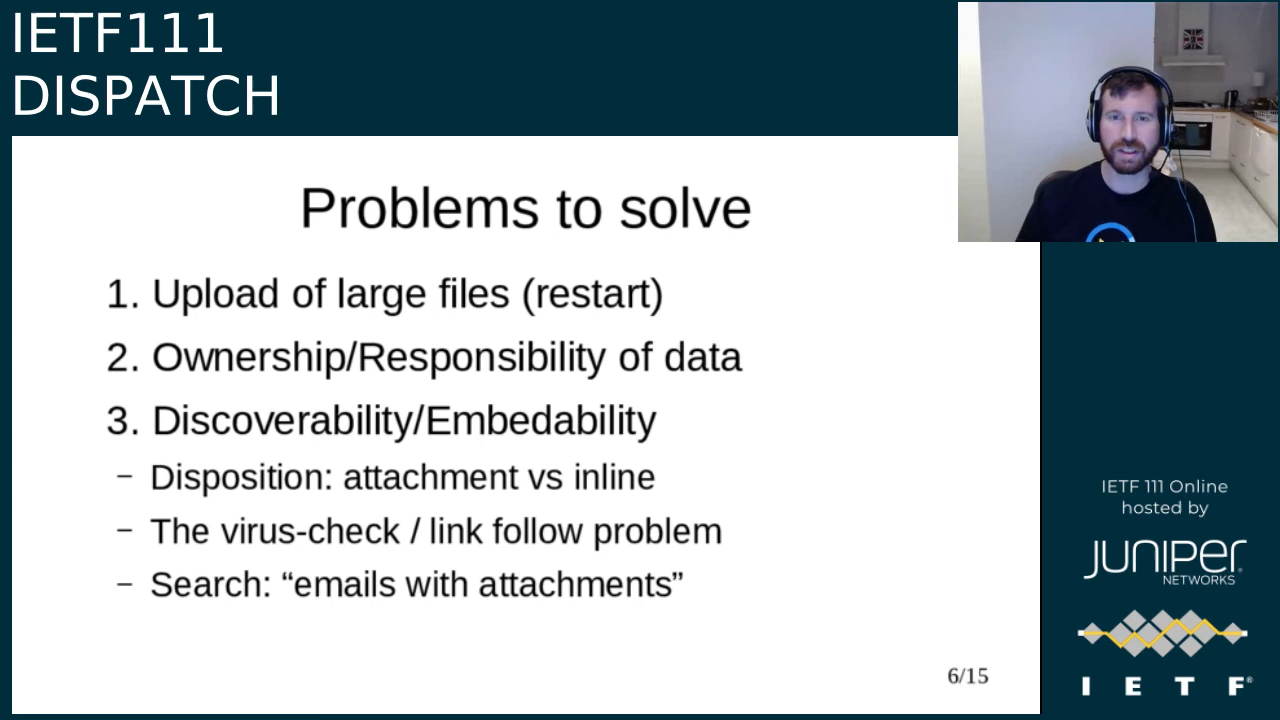 IETF111
DISPATCH
Problems to solve
1. Upload of large files (restart)
2. Ownership/Responsibility of data
3. Discoverability/Embedability
– Disposition: attachment vs inline
– The virus-check / link follow problem
– Search: “emails with attachments”
6/15
IETF 111 Online
hosted by
JUNIPER
NETWORKS
I E T F®